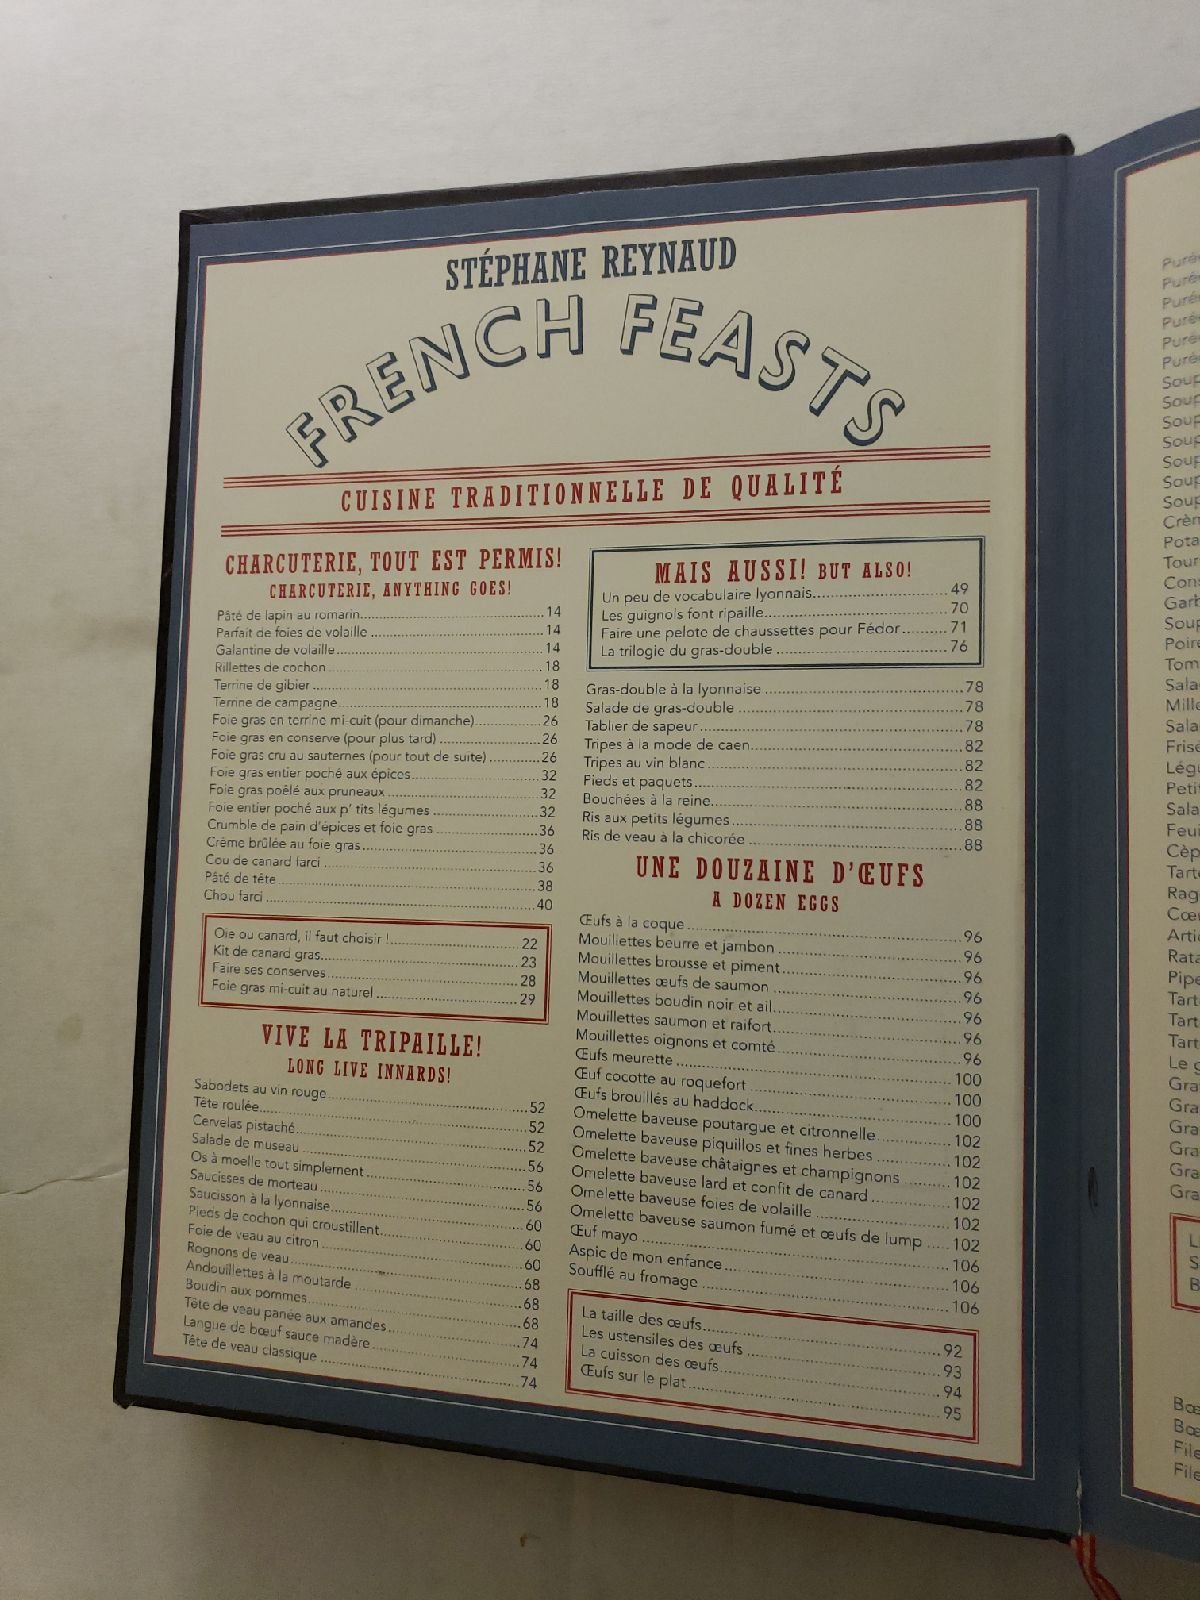 STÉPHANE REYNAUD
FRENCH FEASTS
CUISINE TRADITIONNELLE DE QUALITÉ
CHARCUTERIE, TOUT EST PERMIS!
CHARCUTERIE, ANYTHING GOES!
Pâté de lapin au romarin 14
Parfait de foies de volaille 14
Galantine de volaille 14
Rillettes de cochon 18
Terrine de gibier 18
Terrine de campagne 18
Foie gras en terrine mi-cuit (pour dimanche) 26
Foie gras en conserve (pour plus tard) 26
Foie gras cru au sauternes (pour tout de suite) 26
Foie gras entier poché aux épices 32
Foie gras poêlé aux pruneaux 32
Foie entier poché aux p' tits légumes 32
Crumble de pain d'épices et foie gras 36
Crème brûlée au foie gras 36
Cou de canard farci 36
Pâté de tête 38
Chou farci 40
Oie ou canard, il faut choisir ! 22
Kit de canard gras 23
Faire ses conserves 28
Foie gras mi-cuit au naturel 29
VIVE LA TRIPAILLE!
LONG LIVE INNARDS!
Sabodets au vin rouge 52
Tête roulée 52
Cervelas pistaché 52
Salade de museau 56
Os à moelle tout simplement 56
Saucisses de morteau 56
Saucisson à la lyonnaise 60
Pieds de cochon qui croustillent 60
Foie de veau au citron 60
Rognons de veau 68
Andouillettes à la moutarde 68
Boudin aux pommes 68
Tête de veau panée aux amandes 74
Langue de bœuf sauce madère 74
Tête de veau classique 74
MAIS AUSSI! BUT ALSO!
Un peu de vocabulaire lyonnais 49
Les guignols font ripaille 70
Faire une pelote de chaussettes pour Fédor 71
La trilogie du gras-double 76
Gras-double à la lyonnaise 78
Salade de gras-double 78
Tablier de sapeur 78
Tripes à la mode de caen 82
Tripes au vin blanc 82
Pieds et paquets 82
Bouchées à la reine 88
Ris aux petits légumes 88
Ris de veau à la chicorée 88
UNE DOUZAINE D'ŒUFS
A DOZEN EGGS
Œufs à la coque 96
Mouillettes beurre et jambon 96
Mouillettes brousse et piment 96
Mouillettes œufs de saumon 96
Mouillettes boudin noir et ail 96
Mouillettes saumon et raifort 96
Mouillettes oignons et comté 96
Œufs meurette 100
Œuf cocotte au roquefort 100
Œufs brouillés au haddock 100
Omelette baveuse poutargue et citronnelle 102
Omelette baveuse piquillos et fines herbes 102
Omelette baveuse châtaignes et champignons 102
Omelette baveuse lard et confit de canard 102
Omelette baveuse foies de volaille 102
Omelette baveuse saumon fumé et œufs de lump 102
Œuf mayo 106
Aspic de mon enfance 106
Soufflé au fromage 106
La taille des œufs 92
Les ustensiles des œufs 93
La cuisson des œufs 94
Œufs sur le plat 95